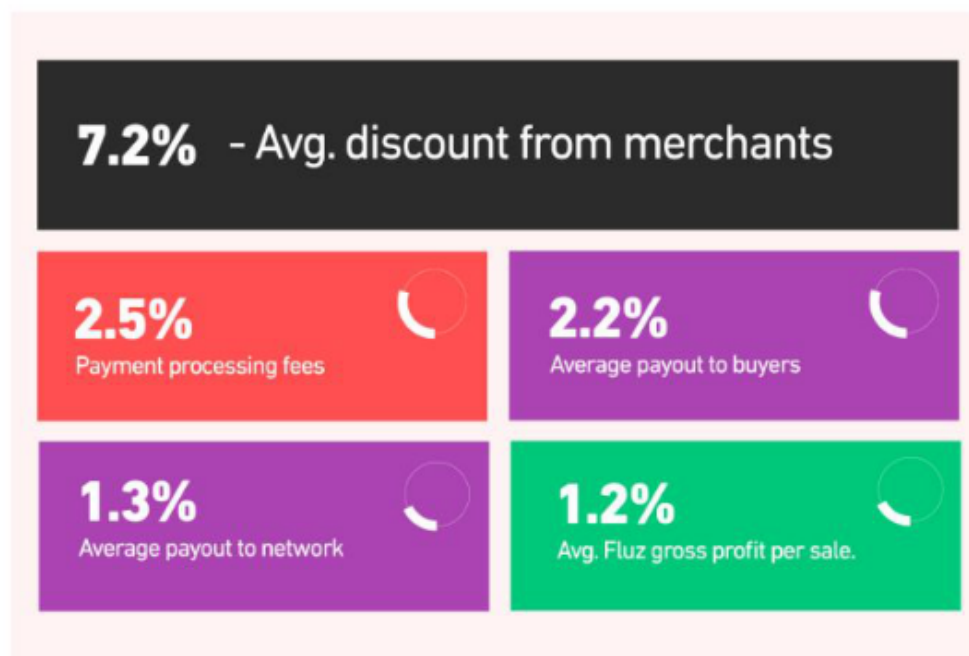 7.2% - Avg. discount from merchants
2.5%
Payment processing fees
2.2%
Average payout to buyers
1.3%
Average payout to network
1.2%
Avg. Fluz gross profit per sale.